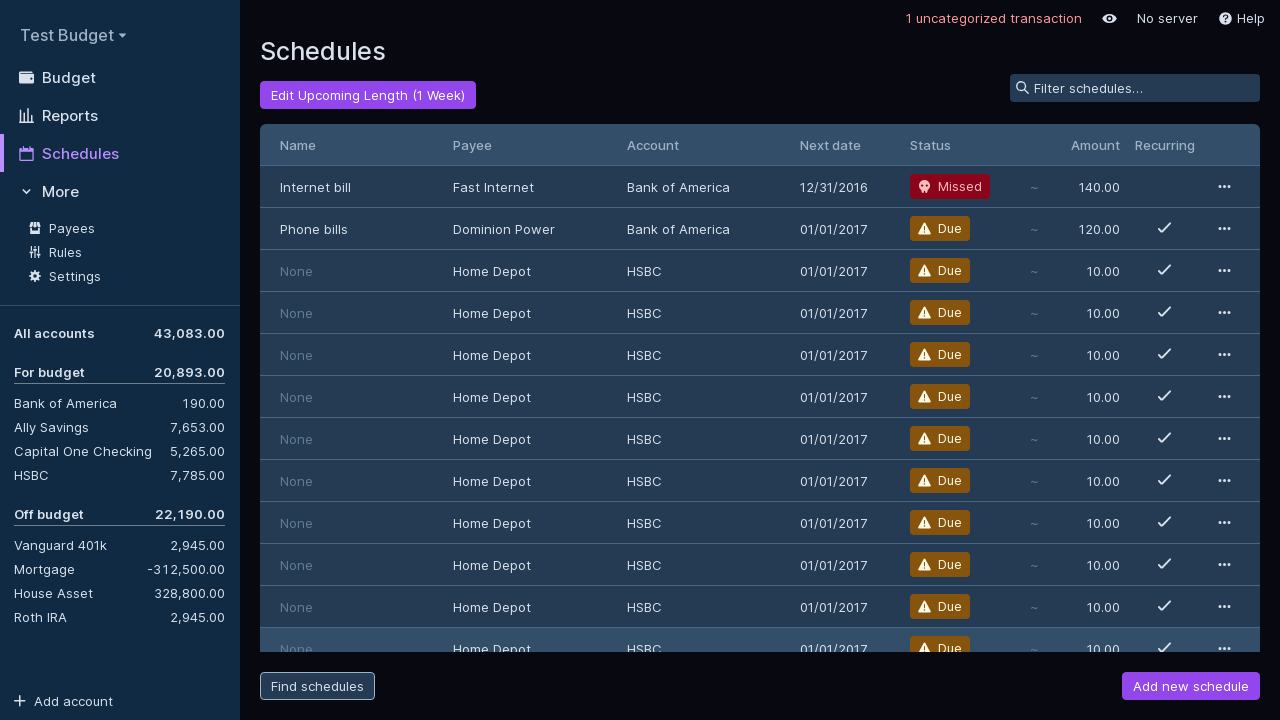 Test Budget
Budget
Reports
Schedules
More
Payees
Rules
Settings
All accounts 43,083.00
For budget 20,893.00
Bank of America 190.00
Ally Savings 7,653.00
Capital One Checking 5,265.00
HSBC 7,785.00
Off budget 22,190.00
Vanguard 401k 2,945.00
Mortgage -312,500.00
House Asset 328,800.00
Roth IRA 2,945.00
Add account
1 uncategorized transaction No server Help
Schedules
Edit Upcoming Length (1 Week)
Filter schedules…
Name Payee Account Next date Status Amount Recurring
Internet bill Fast Internet Bank of America 12/31/2016 Missed ~ 140.00
Phone bills Dominion Power Bank of America 01/01/2017 Due ~ 120.00
None Home Depot HSBC 01/01/2017 Due ~ 10.00
None Home Depot HSBC 01/01/2017 Due ~ 10.00
None Home Depot HSBC 01/01/2017 Due ~ 10.00
None Home Depot HSBC 01/01/2017 Due ~ 10.00
None Home Depot HSBC 01/01/2017 Due ~ 10.00
None Home Depot HSBC 01/01/2017 Due ~ 10.00
None Home Depot HSBC 01/01/2017 Due ~ 10.00
None Home Depot HSBC 01/01/2017 Due ~ 10.00
None Home Depot HSBC 01/01/2017 Due ~ 10.00
None Home Depot HSBC 01/01/2017 Due ~ 10.00
Find schedules
Add new schedule